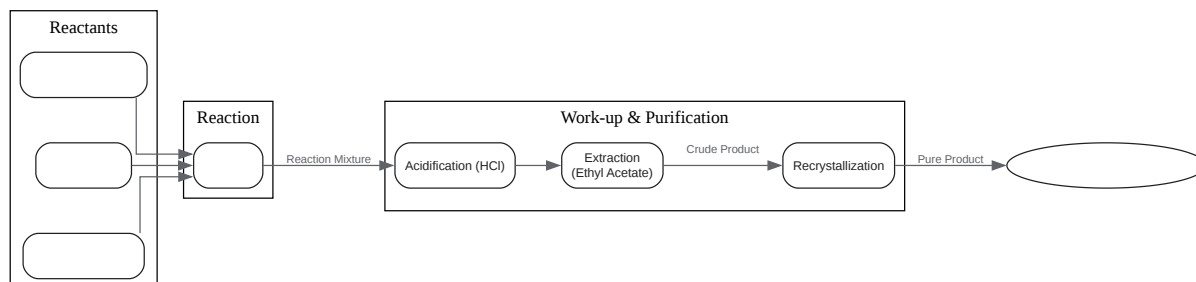 Reactants
Reaction
Reaction Mixture
Work-up & Purification
Acidification (HCl)
Extraction
(Ethyl Acetate)
Crude Product
Recrystallization
Pure Product